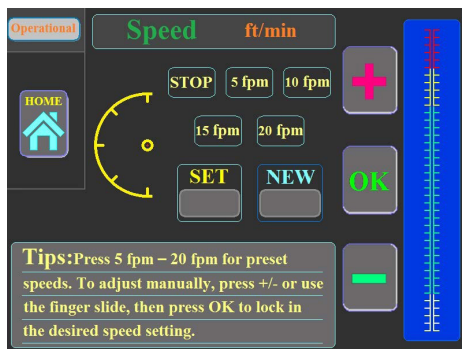 Operational
Speed ft/min
HOME
STOP 5 fpm 10 fpm
15 fpm 20 fpm
SET NEW
OK
Tips:Press 5 fpm – 20 fpm for preset
speeds. To adjust manually, press +/- or use
the finger slide, then press OK to lock in
the desired speed setting.